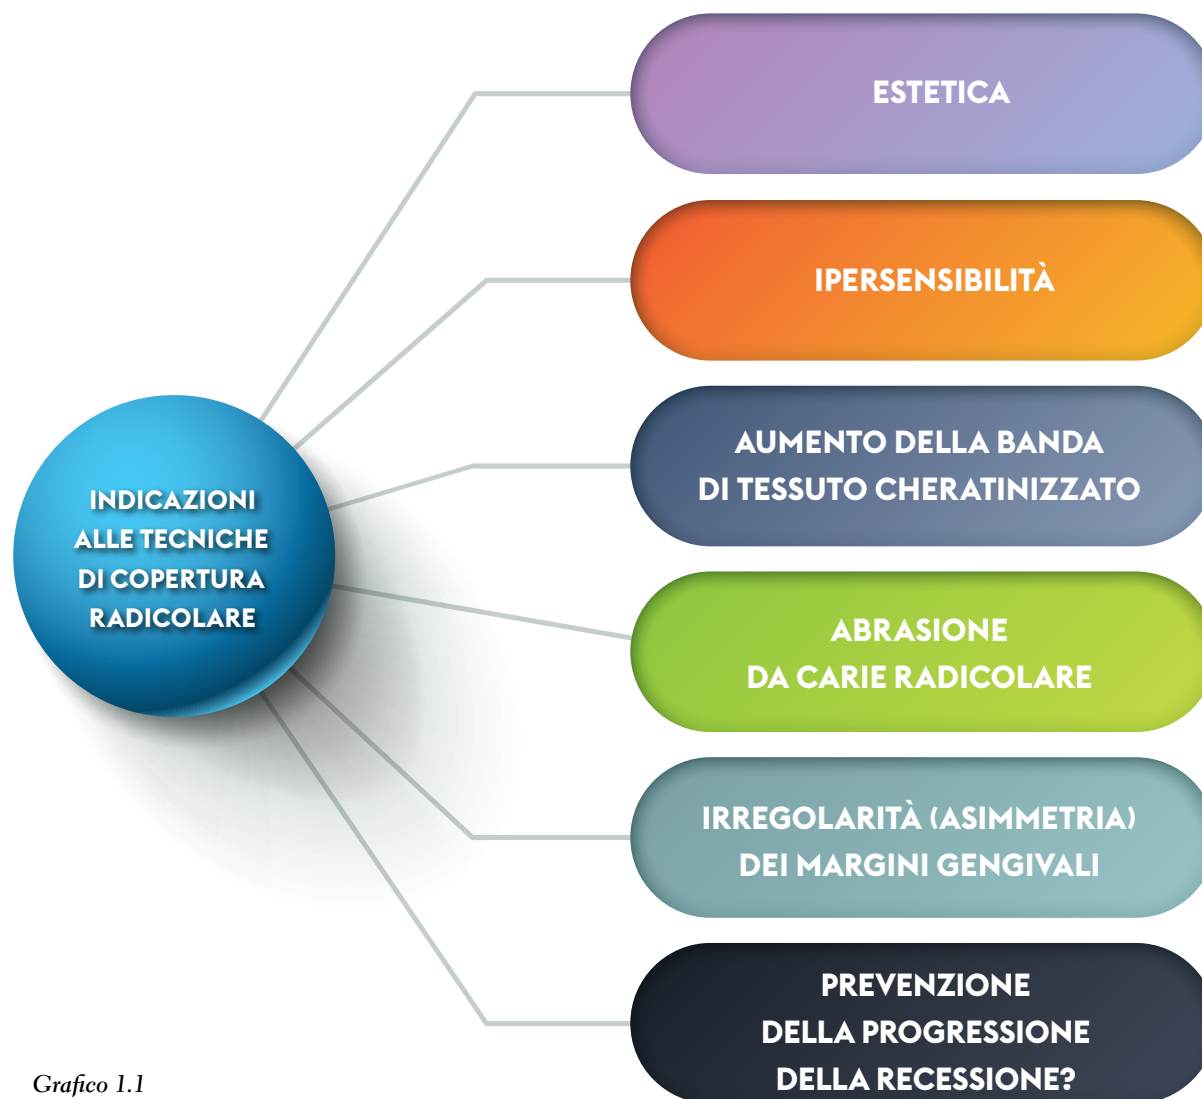 ESTETICA
IPERSENSIBILITÀ
AUMENTO DELLA BANDA
DI TESSUTO CHERATINIZZATO
INDICAZIONI
ALLE TECNICHE
DI COPERTURA
RADICOLARE
ABRASIONE
DA CARIE RADICOLARE
IRREGOLARITÀ (ASIMMETRIA)
DEI MARGINI GENGIVALI
PREVENZIONE
DELLA PROGRESSIONE
DELLA RECESSIONE?
Grafico 1.1